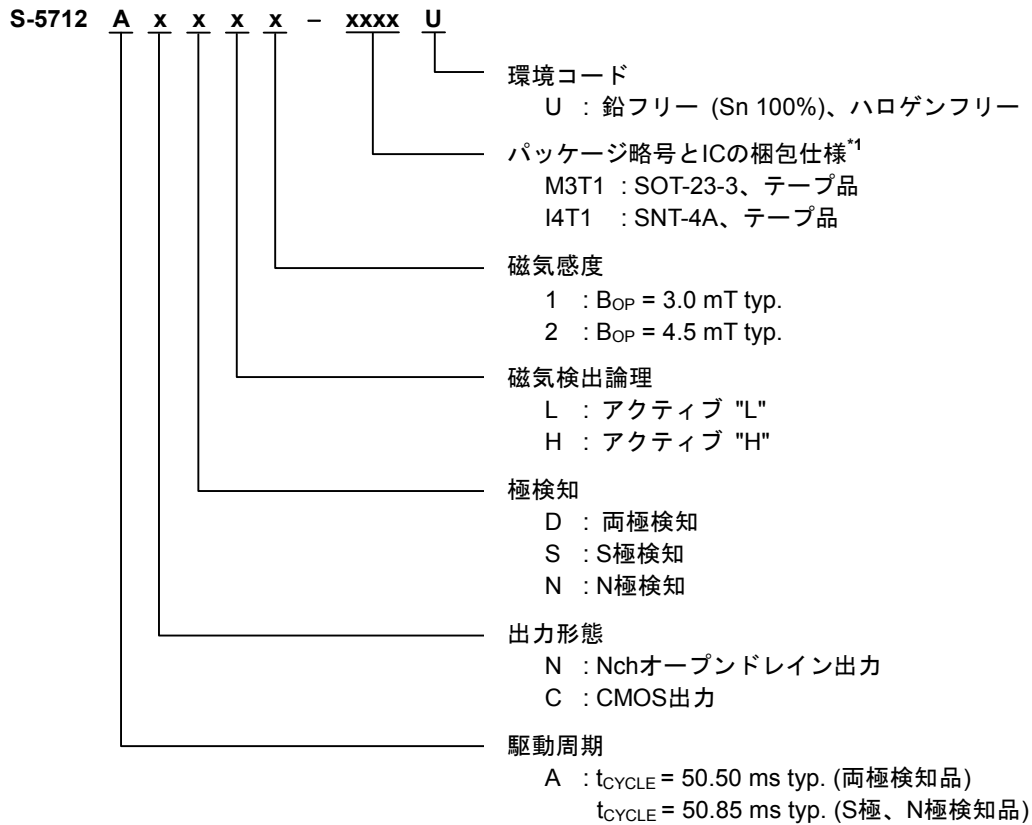 S-5712 A x x x x – xxxx U
環境コード
U : 鉛フリー (Sn 100%)、ハロゲンフリー
パッケージ略号とICの梱包仕様*1
M3T1 : SOT-23-3、テープ品
I4T1 : SNT-4A、テープ品
磁気感度
1 : BOP = 3.0 mT typ.
2 : BOP = 4.5 mT typ.
磁気検出論理
L : アクティブ "L"
H : アクティブ "H"
極検知
D : 両極検知
S : S極検知
N : N極検知
出力形態
N : Nchオープンドレイン出力
C : CMOS出力
駆動周期
A : tCYCLE = 50.50 ms typ. (両極検知品)
tCYCLE = 50.85 ms typ. (S極、N極検知品)